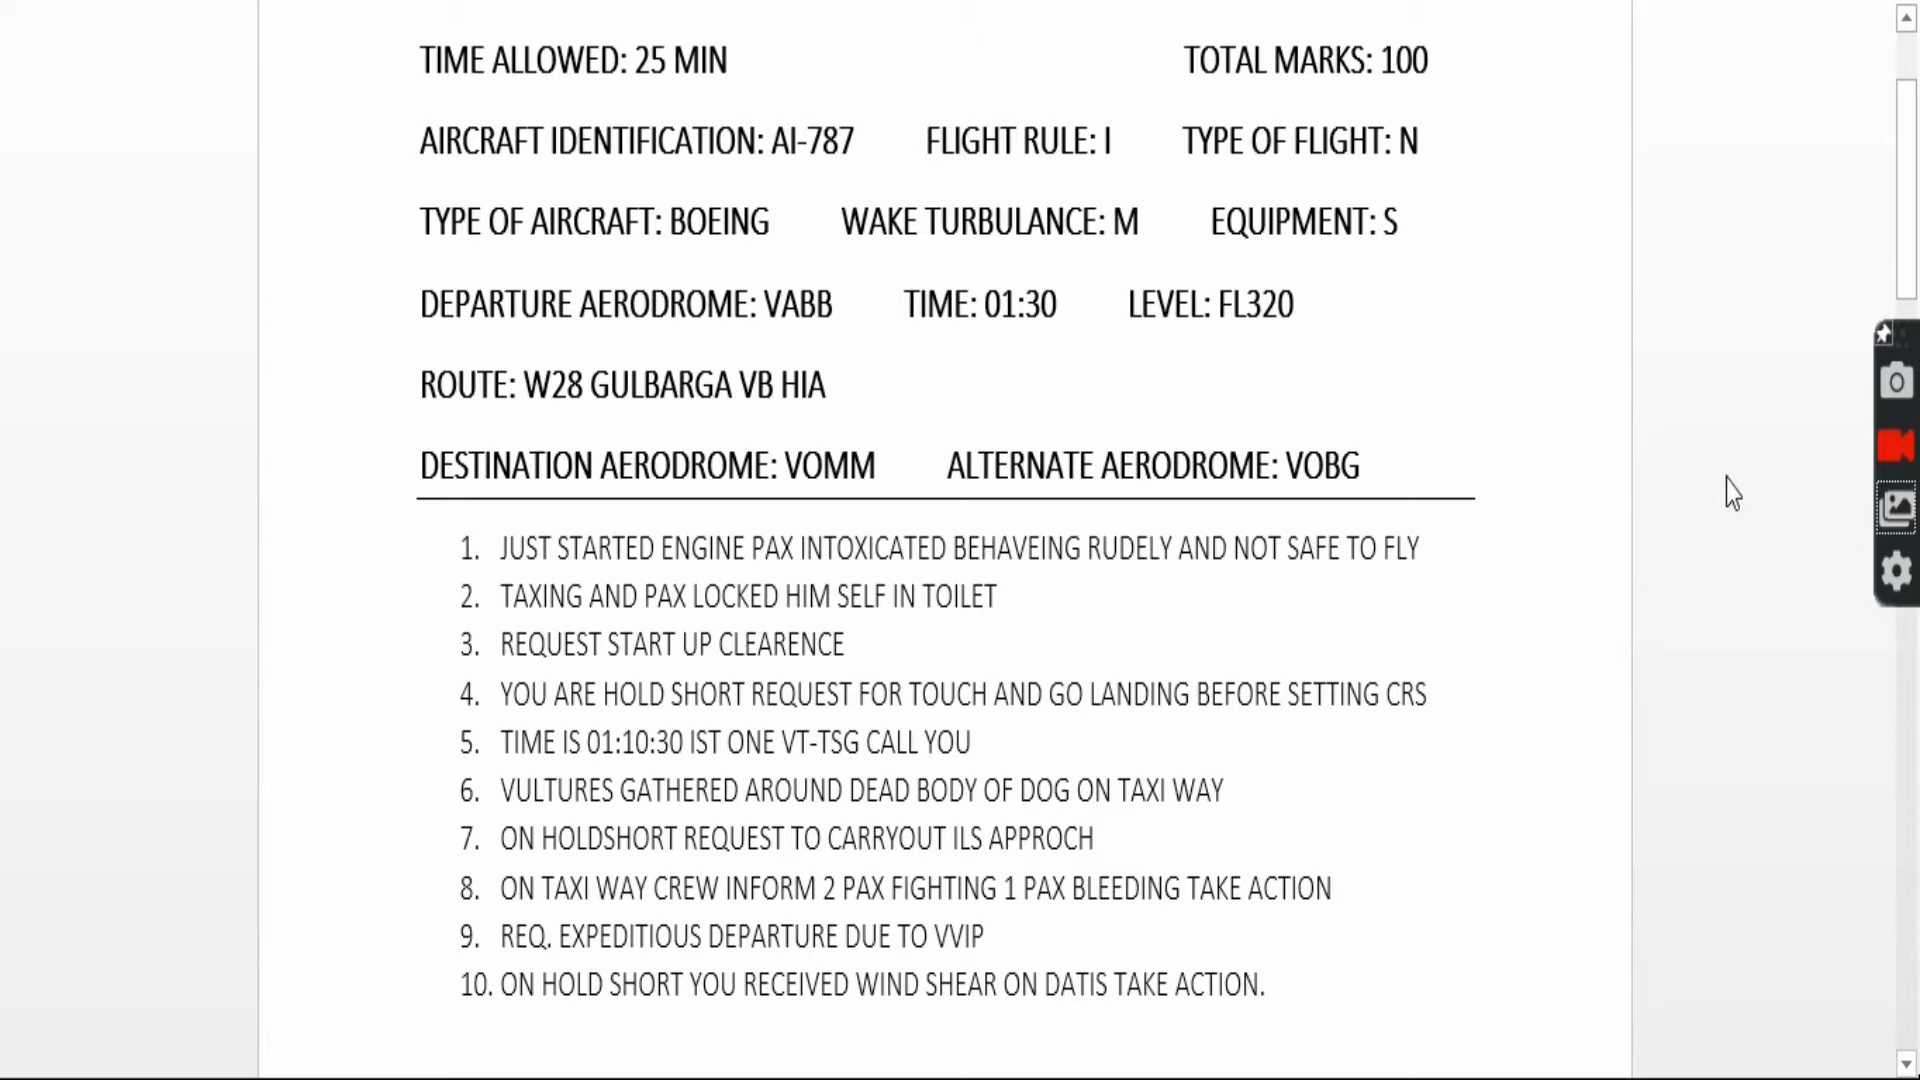 TIME ALLOWED: 25 MIN TOTAL MARKS: 100
AIRCRAFT IDENTIFICATION: AI-787 FLIGHT RULE: I TYPE OF FLIGHT: N
TYPE OF AIRCRAFT: BOEING WAKE TURBULANCE: M EQUIPMENT: S
DEPARTURE AERODROME: VABB TIME: 01:30 LEVEL: FL320
ROUTE: W28 GULBARGA VB HIA
DESTINATION AERODROME: VOMM ALTERNATE AERODROME: VOBG
1. JUST STARTED ENGINE PAX INTOXICATED BEHAVEING RUDELY AND NOT SAFE TO FLY
2. TAXING AND PAX LOCKED HIM SELF IN TOILET
3. REQUEST START UP CLEARENCE
4. YOU ARE HOLD SHORT REQUEST FOR TOUCH AND GO LANDING BEFORE SETTING CRS
5. TIME IS 01:10:30 IST ONE VT-TSG CALL YOU
6. VULTURES GATHERED AROUND DEAD BODY OF DOG ON TAXI WAY
7. ON HOLDSHORT REQUEST TO CARRYOUT ILS APPROCH
8. ON TAXI WAY CREW INFORM 2 PAX FIGHTING 1 PAX BLEEDING TAKE ACTION
9. REQ. EXPEDITIOUS DEPARTURE DUE TO VVIP
10. ON HOLD SHORT YOU RECEIVED WIND SHEAR ON DATIS TAKE ACTION.